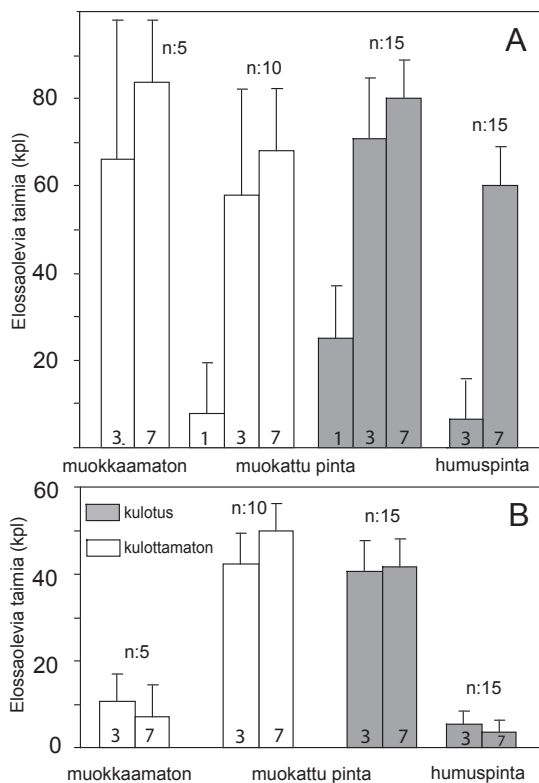 A
n:5
n:10
n:15
n:15
Elossaolevia taimia (kpl)
80
60
40
20
3 7 1 3 7 1 3 7 3 7
muokkaamaton muokattu pinta humuspinta
B
60
kulotus
kulottamaton
n:10
n:15
Elossaolevia taimia (kpl)
40
20
0
n:5
n:15
3 7 3 7 3 7 3 7
muokkaamaton muokattu pinta humuspinta